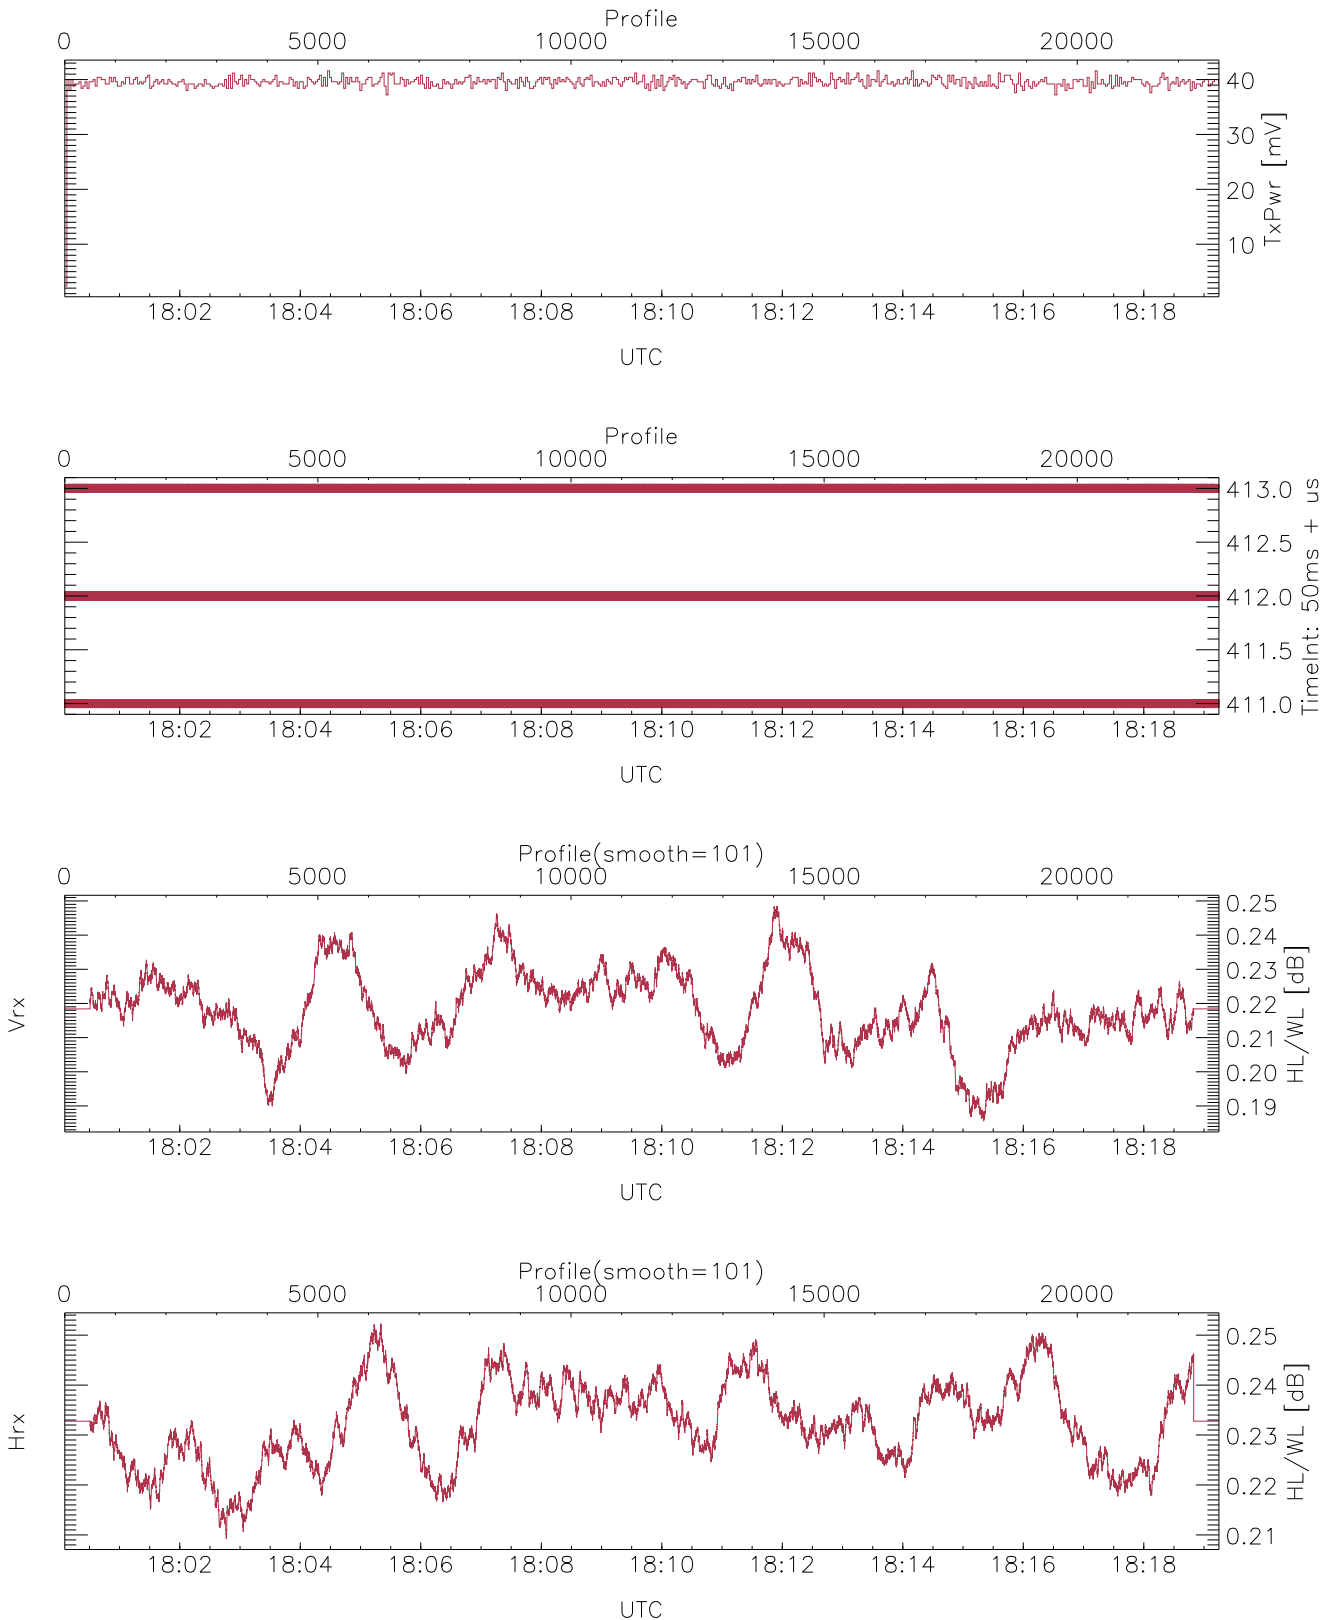 Profile
0 5000 10000 15000 20000
40
30
20
10
TxPwr [mV]
18:02 18:04 18:06 18:08 18:10 18:12 18:14 18:16 18:18
UTC
Profile
0 5000 10000 15000 20000
413.0
412.5
412.0
411.5
411.0
TimeInt: 50ms + us
18:02 18:04 18:06 18:08 18:10 18:12 18:14 18:16 18:18
UTC
Profile(smooth=101)
0 5000 10000 15000 20000
Vrx
0.25
0.24
0.23
0.22
0.21
0.20
0.19
HL/WL [dB]
18:02 18:04 18:06 18:08 18:10 18:12 18:14 18:16 18:18
UTC
Profile(smooth=101)
0 5000 10000 15000 20000
Hrx
0.25
0.24
0.23
0.22
0.21
HL/WL [dB]
18:02 18:04 18:06 18:08 18:10 18:12 18:14 18:16 18:18
UTC